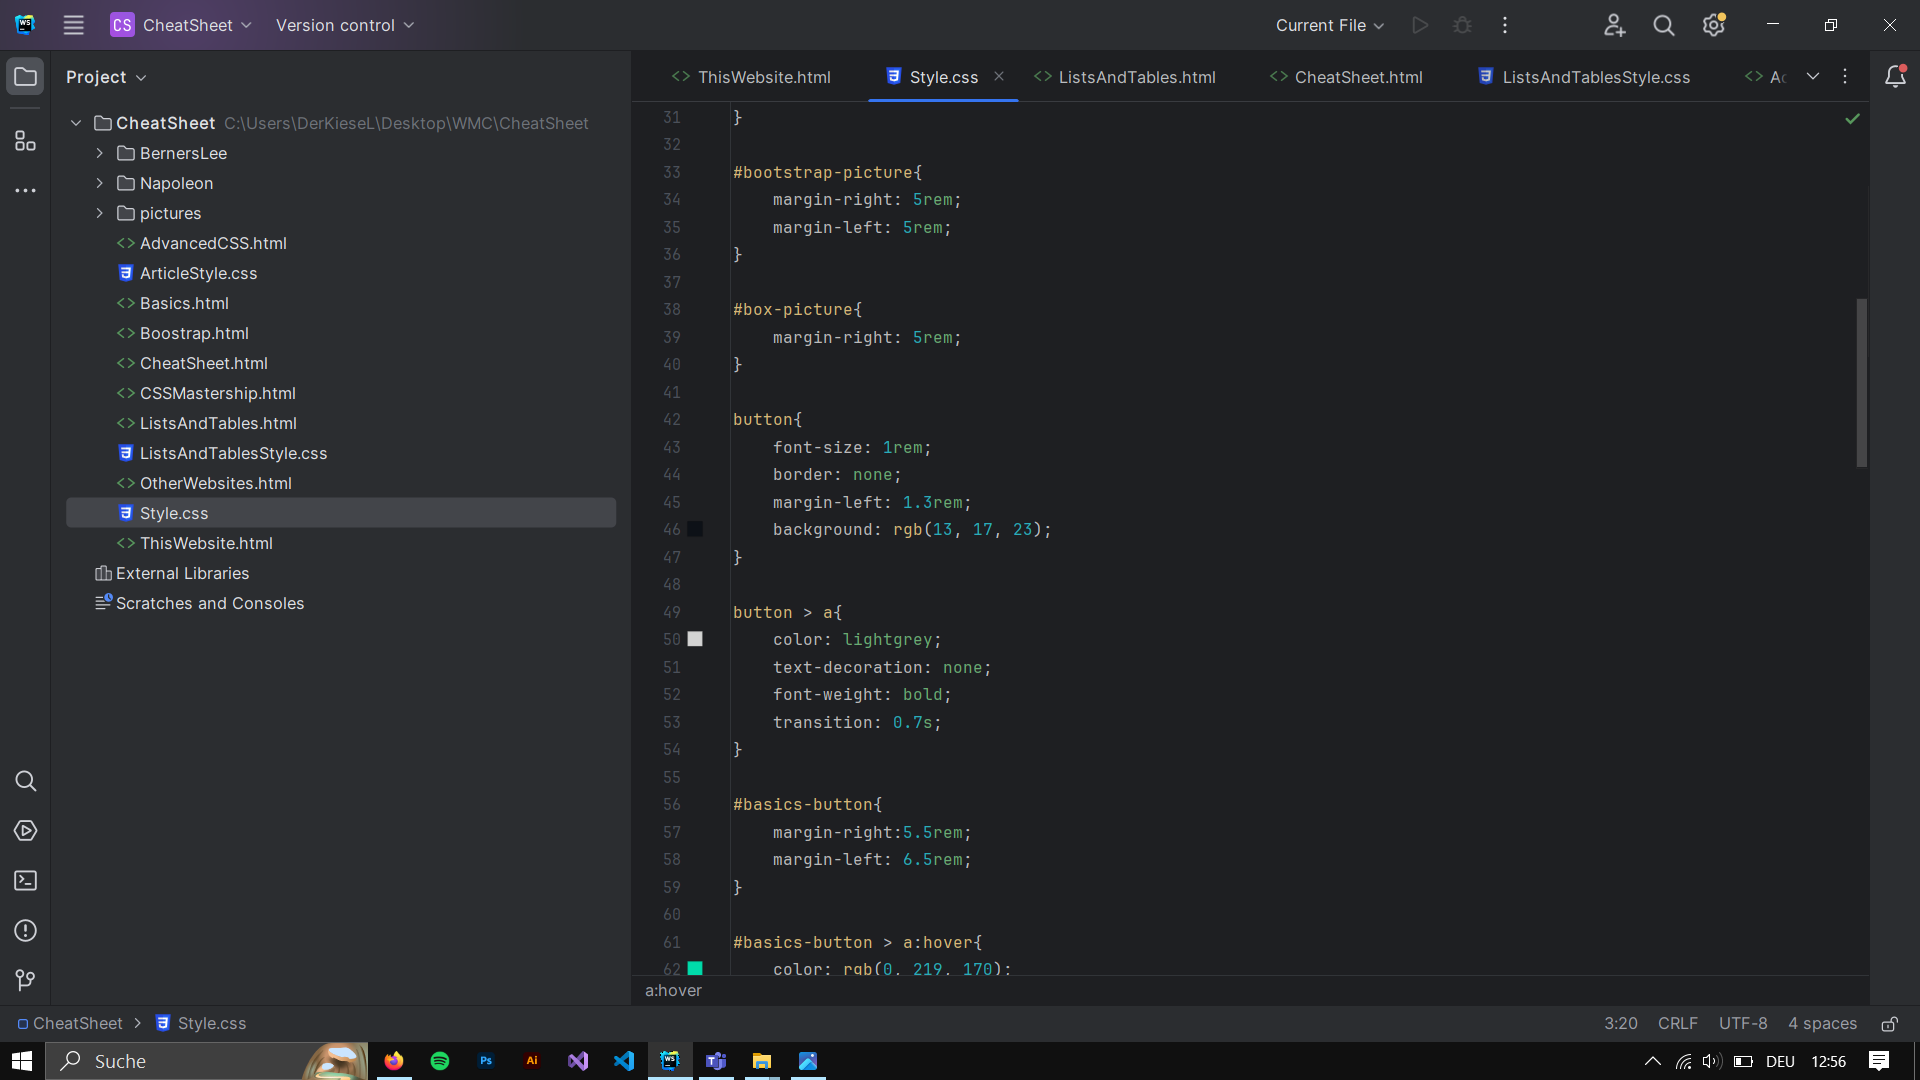 WS CS CheatSheet Version control Current File
Project
CheatSheet C:\Users\DerKieseL\Desktop\WMC\CheatSheet
BernersLee
Napoleon
pictures
AdvancedCSS.html
ArticleStyle.css
Basics.html
Boostrap.html
CheatSheet.html
CSSMastership.html
ListsAndTables.html
ListsAndTablesStyle.css
OtherWebsites.html
Style.css
ThisWebsite.html
External Libraries
Scratches and Consoles
ThisWebsite.html Style.css ListsAndTables.html CheatSheet.html ListsAndTablesStyle.css
31 }
32
33 #bootstrap-picture{
34 margin-right: 5rem;
35 margin-left: 5rem;
36 }
37
38 #box-picture{
39 margin-right: 5rem;
40 }
41
42 button{
43 font-size: 1rem;
44 border: none;
45 margin-left: 1.3rem;
46 background: rgb(13, 17, 23);
47 }
48
49 button > a{
50 color: lightgrey;
51 text-decoration: none;
52 font-weight: bold;
53 transition: 0.7s;
54 }
55
56 #basics-button{
57 margin-right:5.5rem;
58 margin-left: 6.5rem;
59 }
60
61 #basics-button > a:hover{
62 color: rgb(0, 219, 170);
a:hover
CheatSheet > Style.css 3:20 CRLF UTF-8 4 spaces
Suche Ps Ai WS DEU 12:56